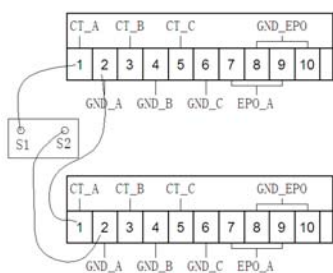 CT_A CT_B CT_C GND_EPO
1 2 3 4 5 6 7 8 9 10
GND_A GND_B GND_C EPO_A
S1 S2
CT_A CT_B CT_C GND_EPO
1 2 3 4 5 6 7 8 9 10
GND_A GND_B GND_C EPO_A